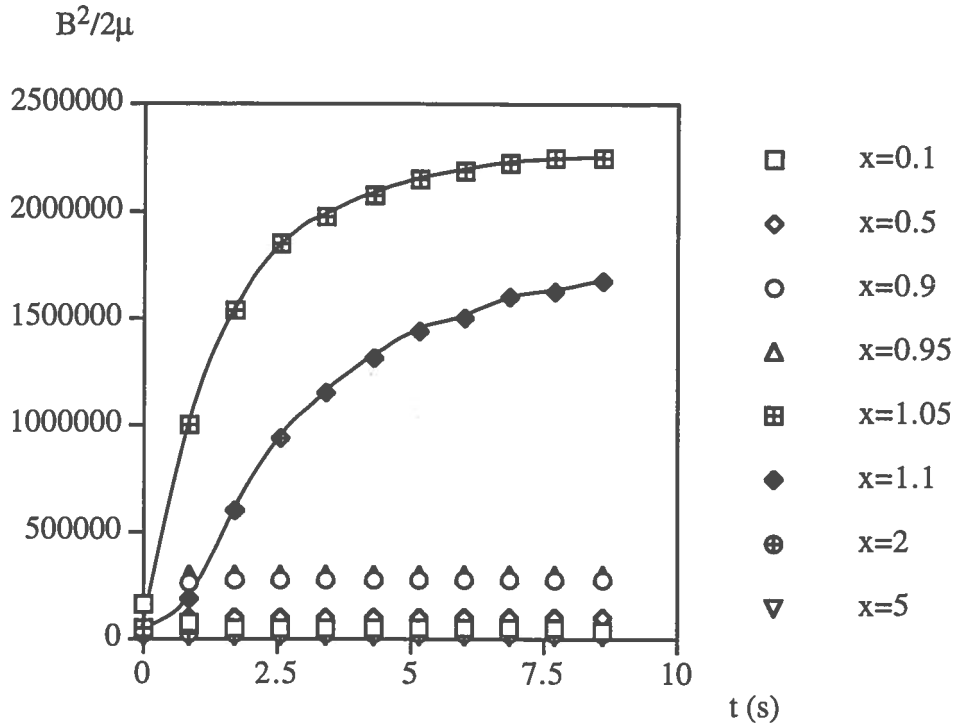 B²/2μ
2500000
2000000
1500000
1000000
500000
0
0 2.5 5 7.5 10
t (s)
x=0.1
x=0.5
x=0.9
x=0.95
x=1.05
x=1.1
x=2
x=5